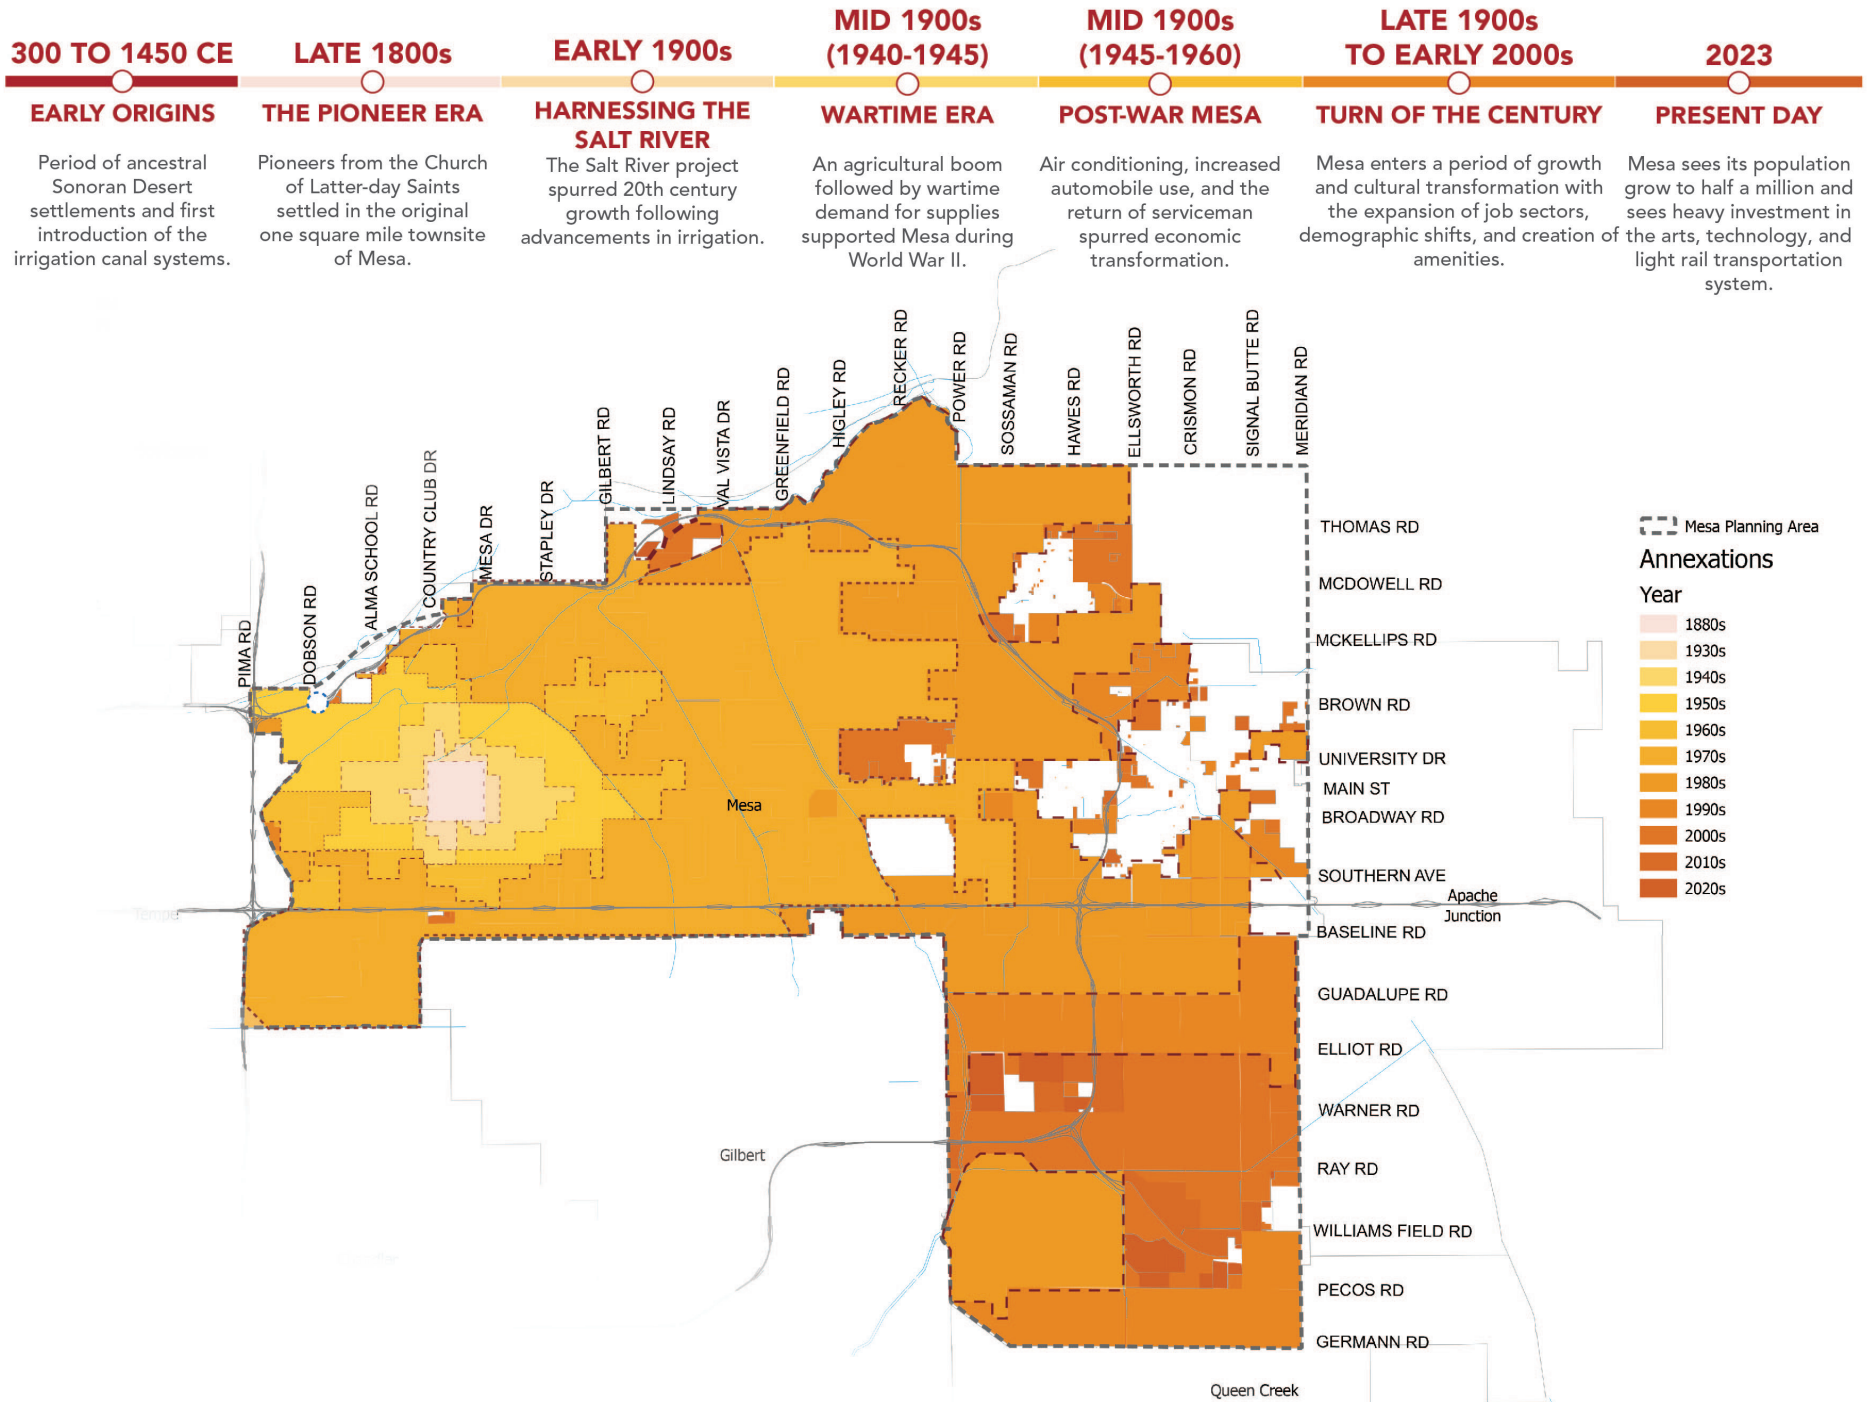 300 TO 1450 CE
EARLY ORIGINS
Period of ancestral
Sonoran Desert
settlements and first
introduction of the
irrigation canal systems.
LATE 1800s
THE PIONEER ERA
Pioneers from the Church
of Latter-day Saints
settled in the original
one square mile townsite
of Mesa.
EARLY 1900s
HARNESSING THE
SALT RIVER
The Salt River project
spurred 20th century
growth following
advancements in irrigation.
MID 1900s
(1940-1945)
WARTIME ERA
An agricultural boom
followed by wartime
demand for supplies
supported Mesa during
World War II.
MID 1900s
(1945-1960)
POST-WAR MESA
Air conditioning, increased
automobile use, and the
return of serviceman
spurred economic
transformation.
LATE 1900s
TO EARLY 2000s
TURN OF THE CENTURY
Mesa enters a period of growth
and cultural transformation with
the expansion of job sectors,
demographic shifts, and creation of
amenities.
2023
PRESENT DAY
Mesa sees its population
grow to half a million and
sees heavy investment in
the arts, technology, and
light rail transportation
system.
PIMA RD
DOBSON RD
ALMA SCHOOL RD
COUNTRY CLUB DR
MESA DR
STAPLEY DR
GILBERT RD
LINDSAY RD
VAL VISTA DR
GREENFIELD RD
HIGLEY RD
RECKER RD
POWER RD
SOSSAMAN RD
HAWES RD
ELLSWORTH RD
CRISMON RD
SIGNAL BUTTE RD
MERIDIAN RD
THOMAS RD
MCDOWELL RD
MCKELLIPS RD
BROWN RD
UNIVERSITY DR
MAIN ST
BROADWAY RD
SOUTHERN AVE
BASELINE RD
GUADALUPE RD
ELLIOT RD
WARNER RD
RAY RD
WILLIAMS FIELD RD
PECOS RD
GERMANN RD
Mesa
Tempe
Gilbert
Apache
Junction
Queen Creek
Mesa Planning Area
Annexations
Year
1880s
1930s
1940s
1950s
1960s
1970s
1980s
1990s
2000s
2010s
2020s